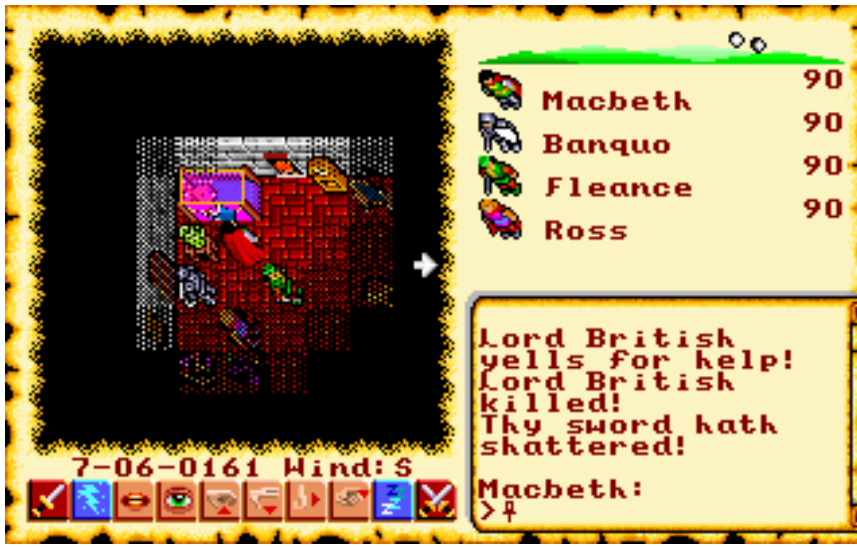 90
Macbeth
90
Banquo
90
Fleance
90
Ross
Lord British
yells for help!
Lord British
killed!
Thy sword hath
shattered!
7-06-0161 Wind:S
Macbeth:
>